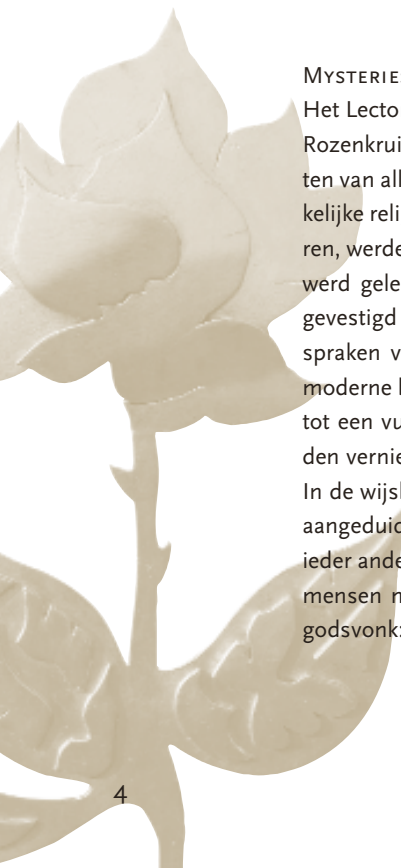 MYSTERIE
Het Lecto
Rozenkrui
ten van all
kelijke reli
ren, werde
werd gele
gevestigd
spraken v
moderne
tot een vu
den vernie
In de wijs
aangeduid
ieder ande
mensen n
godsvonk:
4